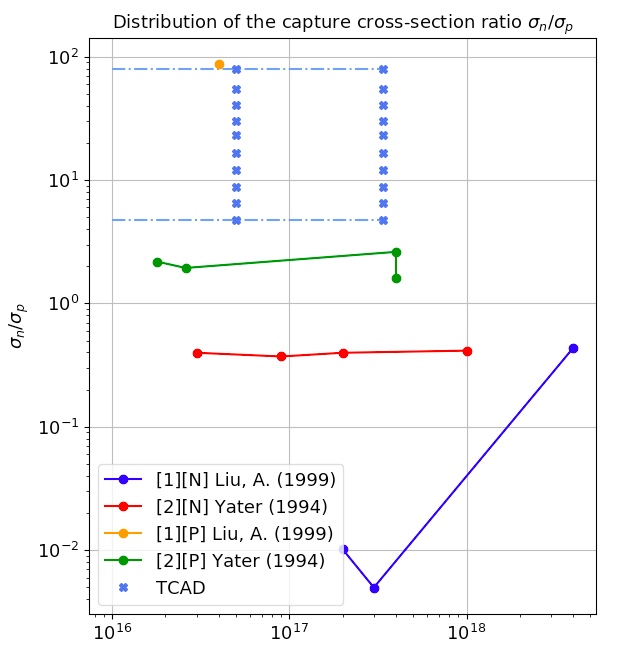 Distribution of the capture cross-section ratio σₙ/σₚ
10²
10¹
10⁰
10⁻¹
10⁻²
σₙ/σₚ
[1][N] Liu, A. (1999)
[2][N] Yater (1994)
[1][P] Liu, A. (1999)
[2][P] Yater (1994)
TCAD
10¹⁶
10¹⁷
10¹⁸